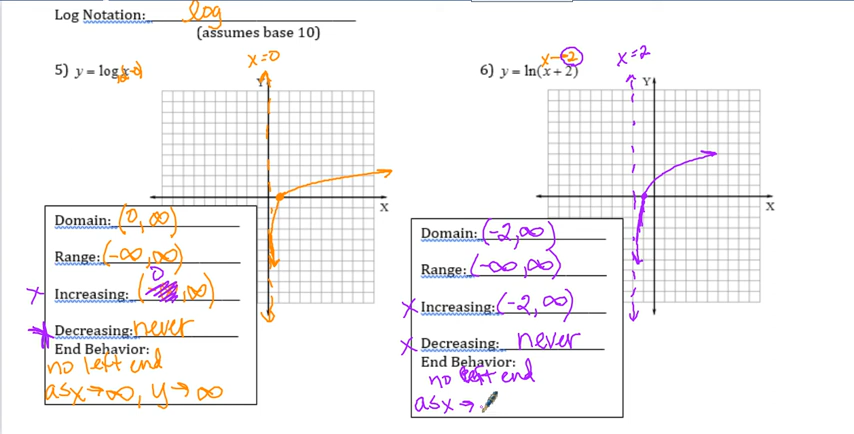 Log Notation: log
(assumes base 10)
x=0
5) y = log (x-0)
Y
X
Domain: (0, ∞)
Range: (-∞, ∞)
Increasing: (0, ∞)
x
Decreasing: never
End Behavior:
no left end
as x → ∞, y → ∞
x - -2
x=2
6) y = ln(x + 2)
Y
X
Domain: (-2, ∞)
Range: (-∞, ∞)
x Increasing: (-2, ∞)
x Decreasing: never
End Behavior:
no left end
as x →